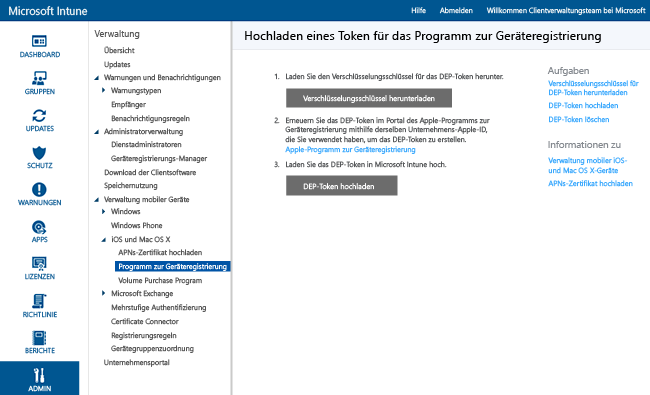 Microsoft Intune
Hilfe
Abmelden
Willkommen Clientverwaltungsteam bei Microsoft
DASHBOARD
GRUPPEN
UPDATES
SCHUTZ
WARNUNGEN
APPS
LIZENZEN
RICHTLINIE
BERICHTE
ADMIN
Verwaltung
Übersicht
Updates
Warnungen und Benachrichtigungen
Warnungstypen
Empfänger
Benachrichtigungsregeln
Administratorverwaltung
Dienstadministratoren
Geräteregistrierungs-Manager
Download der Clientsoftware
Speichernutzung
Verwaltung mobiler Geräte
Windows
Windows Phone
iOS und Mac OS X
APNs-Zertifikat hochladen
Programm zur Geräteregistrierung
Volume Purchase Program
Microsoft Exchange
Mehrstufige Authentifizierung
Certificate Connector
Registrierungsregeln
Gerätegruppenzuordnung
Unternehmensportal
Hochladen eines Token für das Programm zur Geräteregistrierung
1. Laden Sie den Verschlüsselungsschlüssel für das DEP-Token herunter.
Verschlüsselungsschlüssel herunterladen
2. Erneuern Sie das DEP-Token im Portal des Apple-Programms zur
Geräteregistrierung mithilfe derselben Unternehmens-Apple-ID,
die Sie verwendet haben, um das DEP-Token zu erstellen.
Apple-Programm zur Geräteregistrierung
3. Laden Sie das DEP-Token in Microsoft Intune hoch.
DEP-Token hochladen
Aufgaben
Verschlüsselungsschlüssel für
DEP-Token herunterladen
DEP-Token hochladen
DEP-Token löschen
Informationen zu
Verwaltung mobiler iOS-
und Mac OS X-Geräte
APNs-Zertifikat hochladen